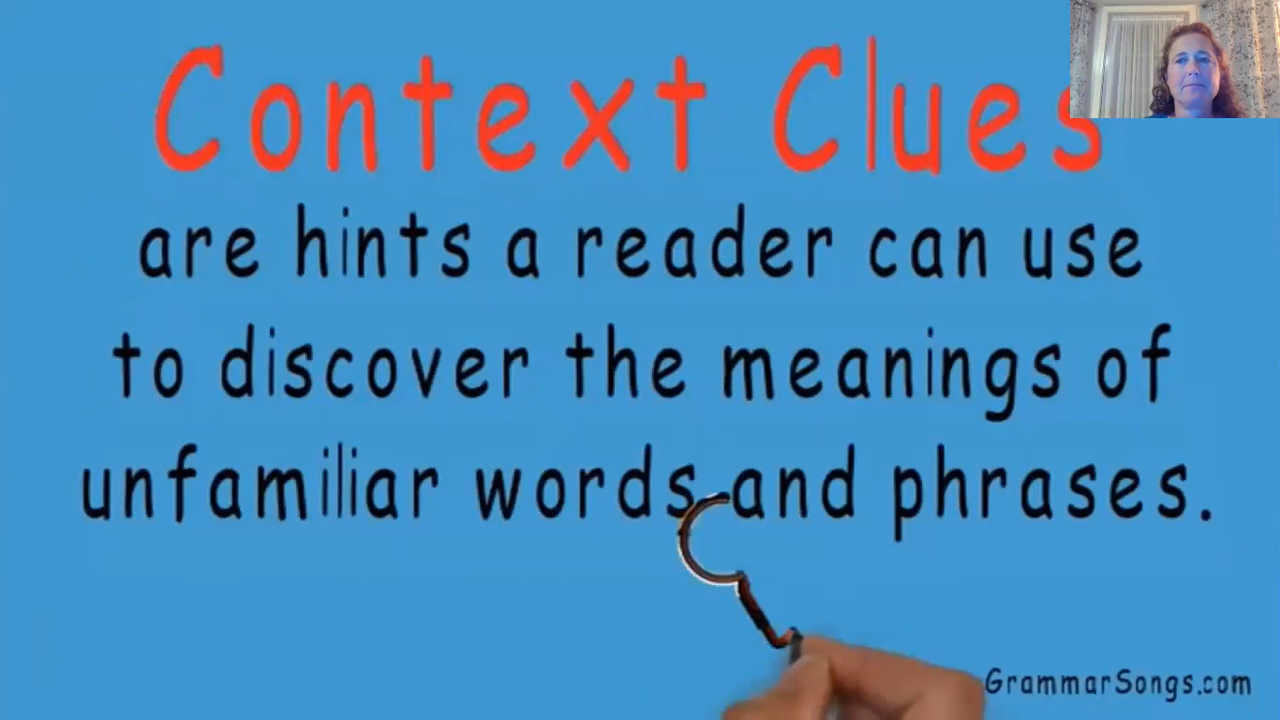 Context Clues
are hints a reader can use
to discover the meanings of
unfamiliar words and phrases.
GrammarSongs.com